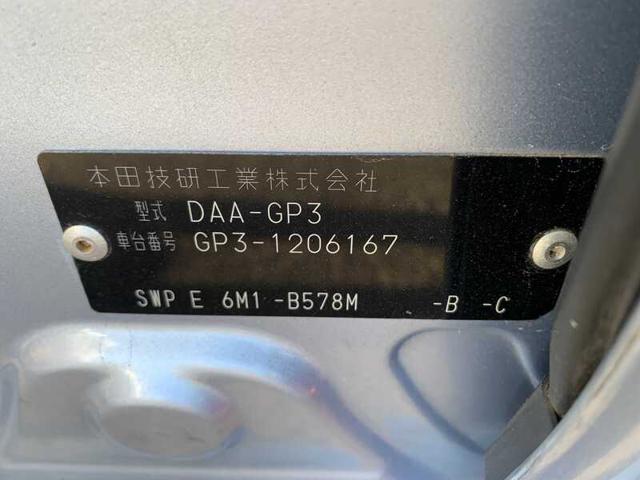 本田技研工業株式会社
型式 DAA-GP3
車台番号 GP3-1206167
SWP E 6M1 -B578M -B -C